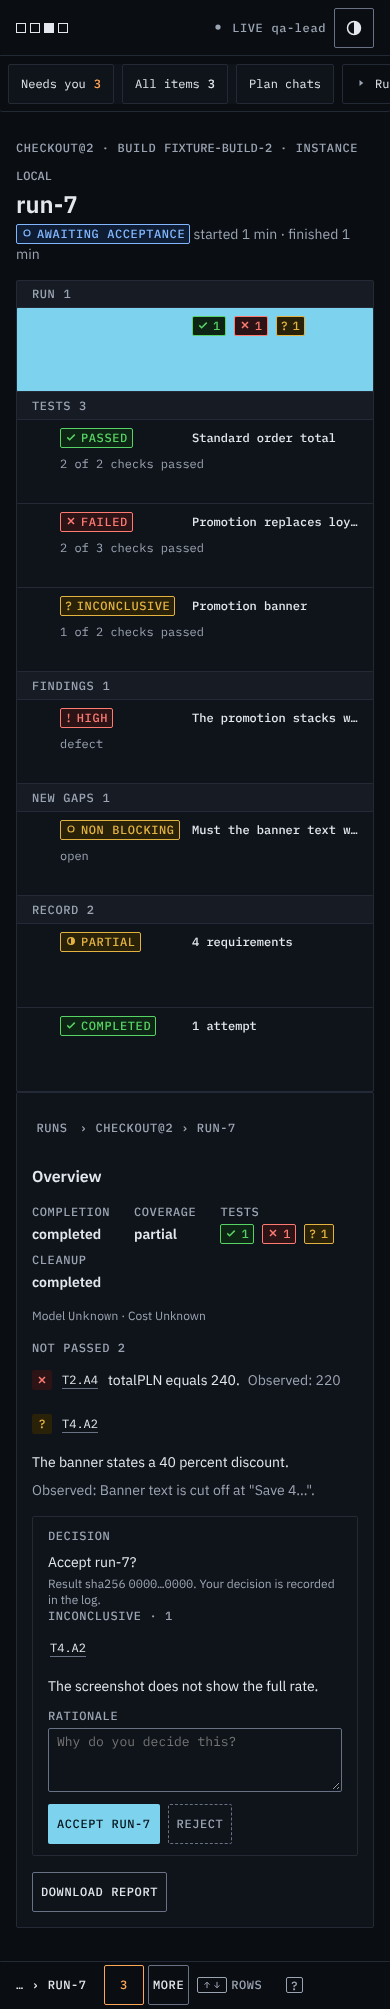 LIVE qa-lead
Needs you 3 All items 3 Plan chats Ru
CHECKOUT@2 · BUILD FIXTURE-BUILD-2 · INSTANCE
LOCAL
run-7
AWAITING ACCEPTANCE started 1 min · finished 1
min
RUN 1
✓ 1 ✕ 1 ? 1
TESTS 3
✓ PASSED Standard order total
2 of 2 checks passed
✕ FAILED Promotion replaces loy…
2 of 3 checks passed
? INCONCLUSIVE Promotion banner
1 of 2 checks passed
FINDINGS 1
! HIGH The promotion stacks w…
defect
NEW GAPS 1
NON BLOCKING Must the banner text w…
open
RECORD 2
PARTIAL 4 requirements
✓ COMPLETED 1 attempt
RUNS › CHECKOUT@2 › RUN-7
Overview
COMPLETION COVERAGE TESTS
completed partial ✓ 1 ✕ 1 ? 1
CLEANUP
completed
Model Unknown · Cost Unknown
NOT PASSED 2
✕ T2.A4 totalPLN equals 240. Observed: 220
? T4.A2
The banner states a 40 percent discount.
Observed: Banner text is cut off at "Save 4...".
DECISION
Accept run-7?
Result sha256 0000…0000. Your decision is recorded
in the log.
INCONCLUSIVE · 1
T4.A2
The screenshot does not show the full rate.
RATIONALE
Why do you decide this?
ACCEPT RUN-7 REJECT
DOWNLOAD REPORT
… › RUN-7 3 MORE ↑↓ ROWS ?